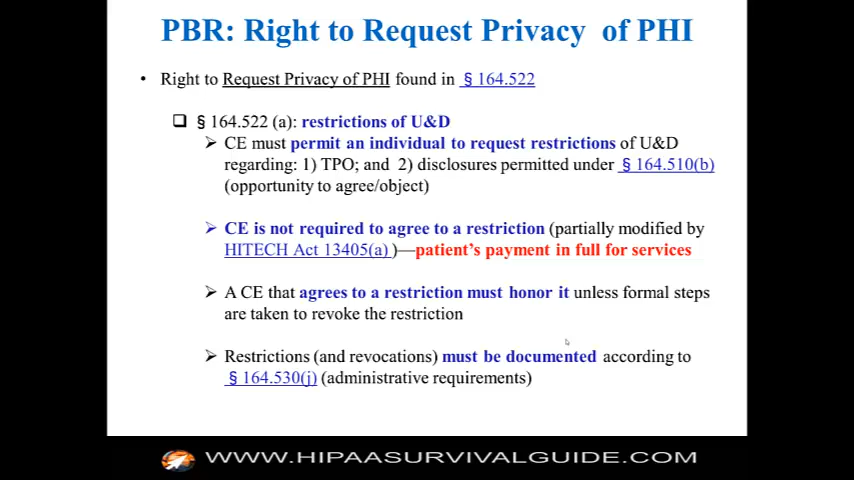 PBR: Right to Request Privacy of PHI
• Right to Request Privacy of PHI found in § 164.522
❑ § 164.522 (a): restrictions of U&D
➢ CE must permit an individual to request restrictions of U&D
regarding: 1) TPO; and 2) disclosures permitted under § 164.510(b)
(opportunity to agree/object)
➢ CE is not required to agree to a restriction (partially modified by
HITECH Act 13405(a) )—patient's payment in full for services
➢ A CE that agrees to a restriction must honor it unless formal steps
are taken to revoke the restriction
➢ Restrictions (and revocations) must be documented according to
§ 164.530(j) (administrative requirements)
WWW.HIPAASURVIVALGUIDE.COM